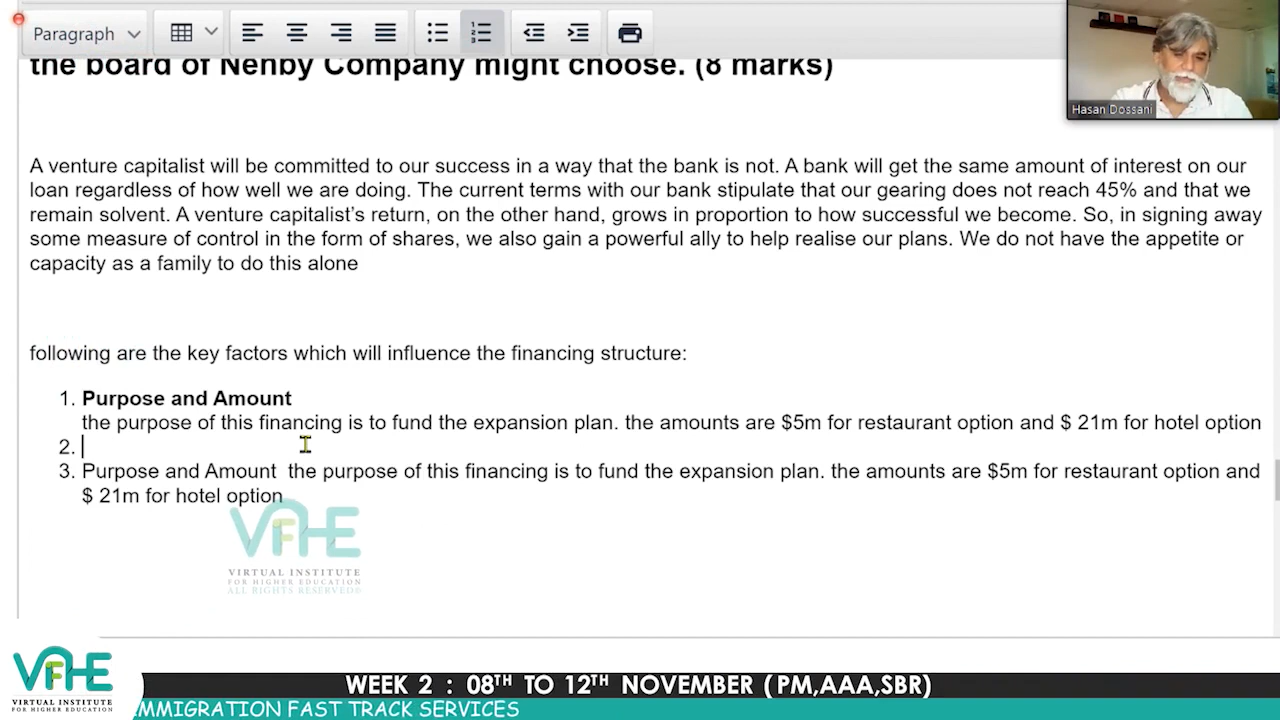 Paragraph
the board of Nenby Company might choose. (8 marks)
Hasan Dossani
A venture capitalist will be committed to our success in a way that the bank is not. A bank will get the same amount of interest on our
loan regardless of how well we are doing. The current terms with our bank stipulate that our gearing does not reach 45% and that we
remain solvent. A venture capitalist’s return, on the other hand, grows in proportion to how successful we become. So, in signing away
some measure of control in the form of shares, we also gain a powerful ally to help realise our plans. We do not have the appetite or
capacity as a family to do this alone
following are the key factors which will influence the financing structure:
1. Purpose and Amount
the purpose of this financing is to fund the expansion plan. the amounts are $5m for restaurant option and $ 21m for hotel option
2.
3. Purpose and Amount the purpose of this financing is to fund the expansion plan. the amounts are $5m for restaurant option and
$ 21m for hotel option
VFHE
VIRTUAL INSTITUTE
FOR HIGHER EDUCATION
ALL RIGHTS RESERVED©
VFHE
VIRTUAL INSTITUTE
FOR HIGHER EDUCATION
WEEK 2 : 08TH TO 12TH NOVEMBER (PM,AAA,SBR)
IMMIGRATION FAST TRACK SERVICES